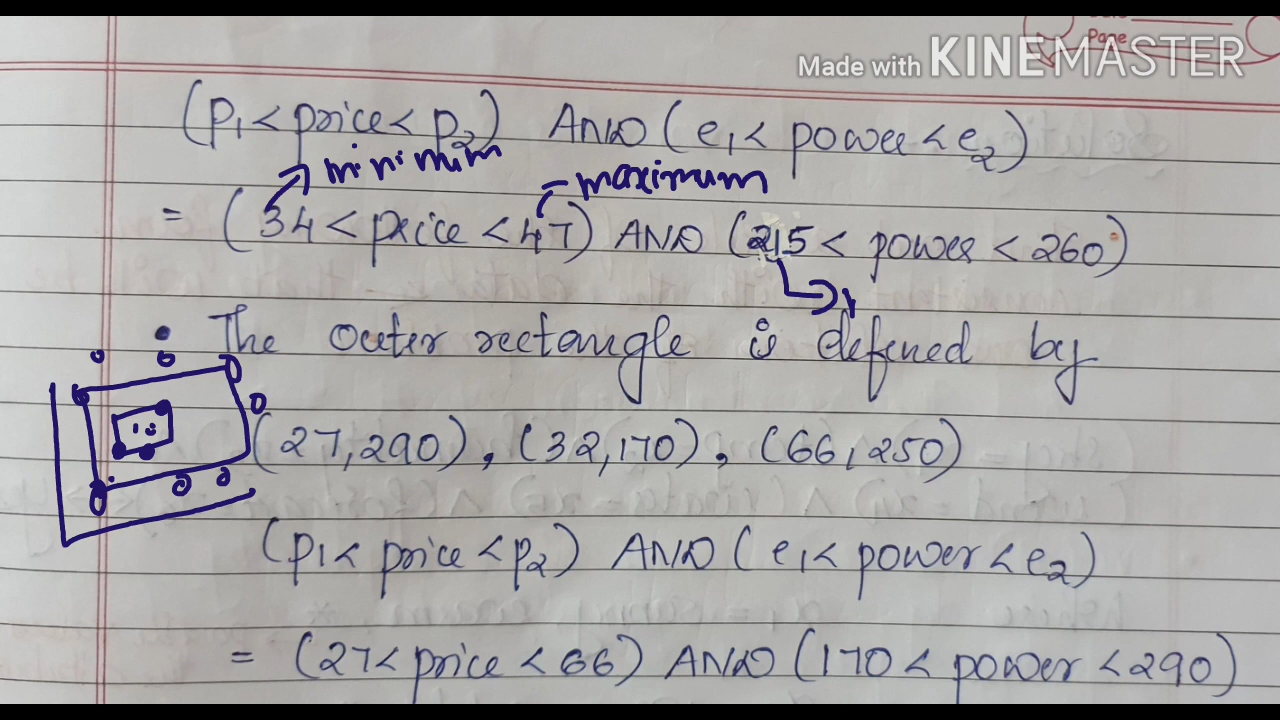 Made with KINEMASTER
Page
(p1 < price < p2) AND (e1 < power < e2)
minimum
maximum
= (34 < price < 47) AND (215 < power < 260)
• The outer rectangle is defined by
(27,290), (32,170), (66,250)
(p1 < price < p2) AND (e1 < power < e2)
= (27 < price < 66) AND (170 < power < 290)